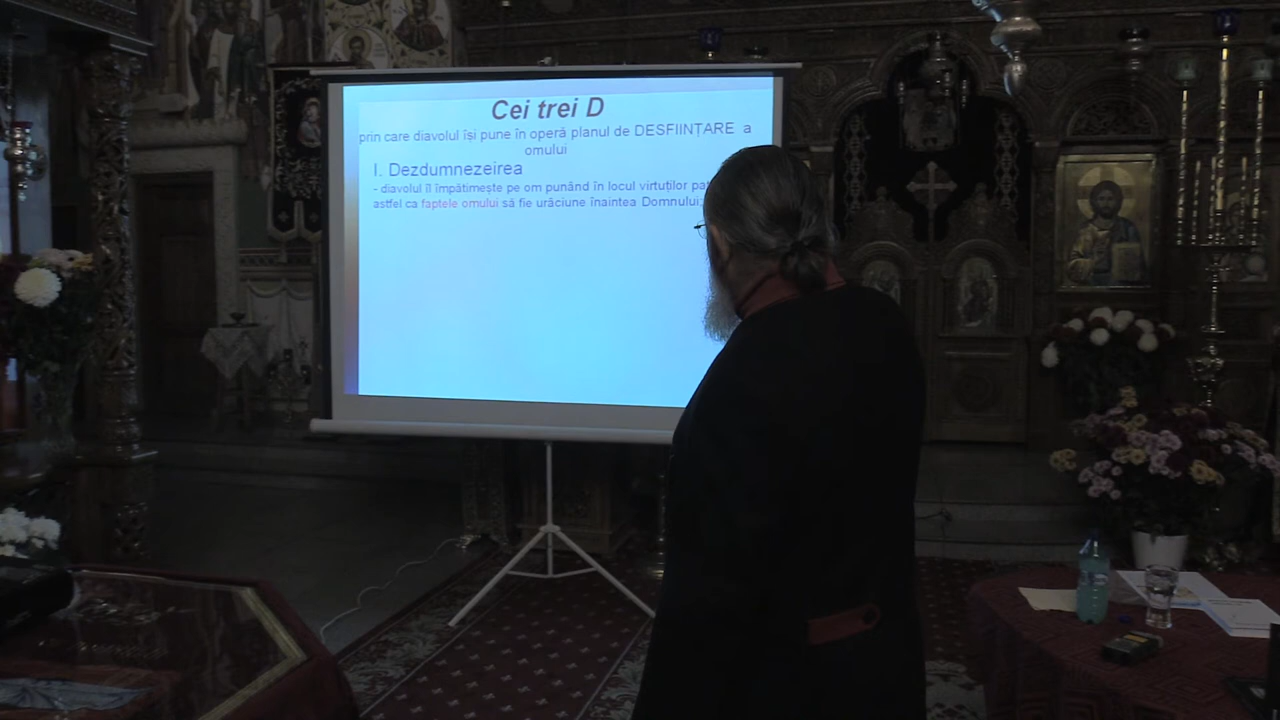 Cei trei D
prin care diavolul își pune în operă planul de DESFIINȚARE a
omului
I. Dezdumnezeirea
- diavolul îl împătimește pe om punând în locul virtuților
astfel ca faptele omului să fie urăciune înaintea Domnului;